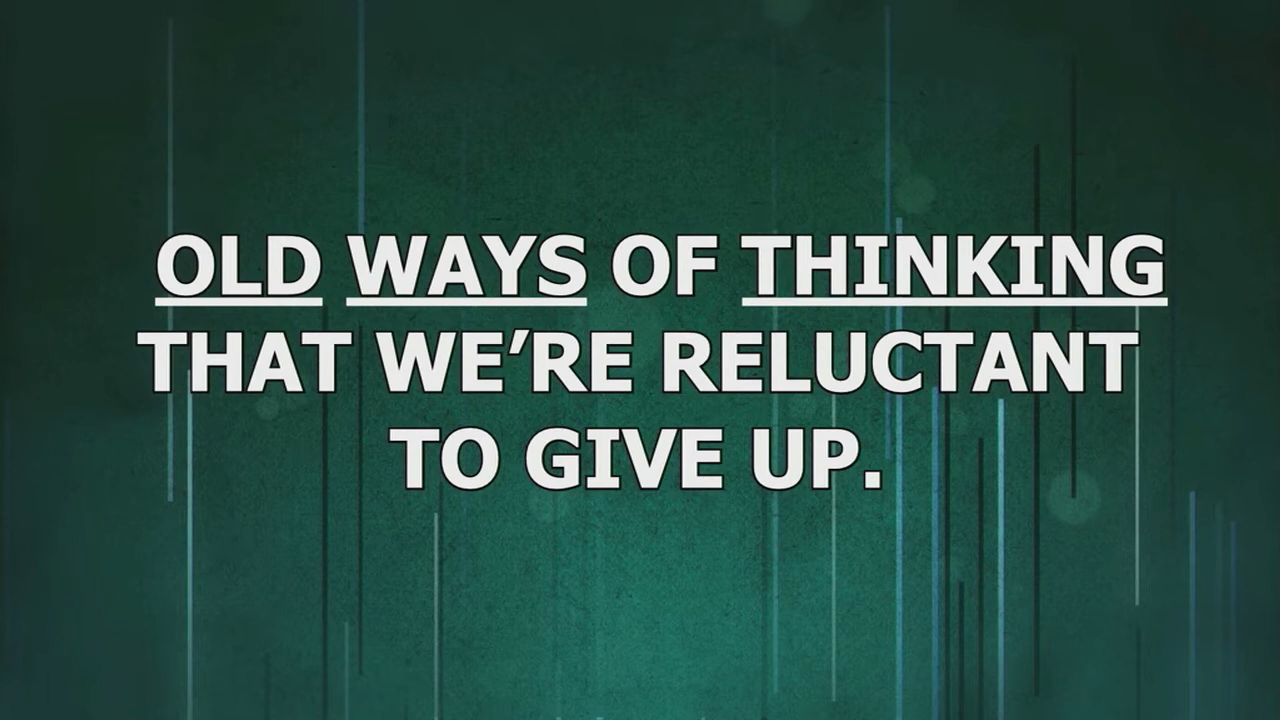 OLD WAYS OF THINKING
THAT WE’RE RELUCTANT
TO GIVE UP.